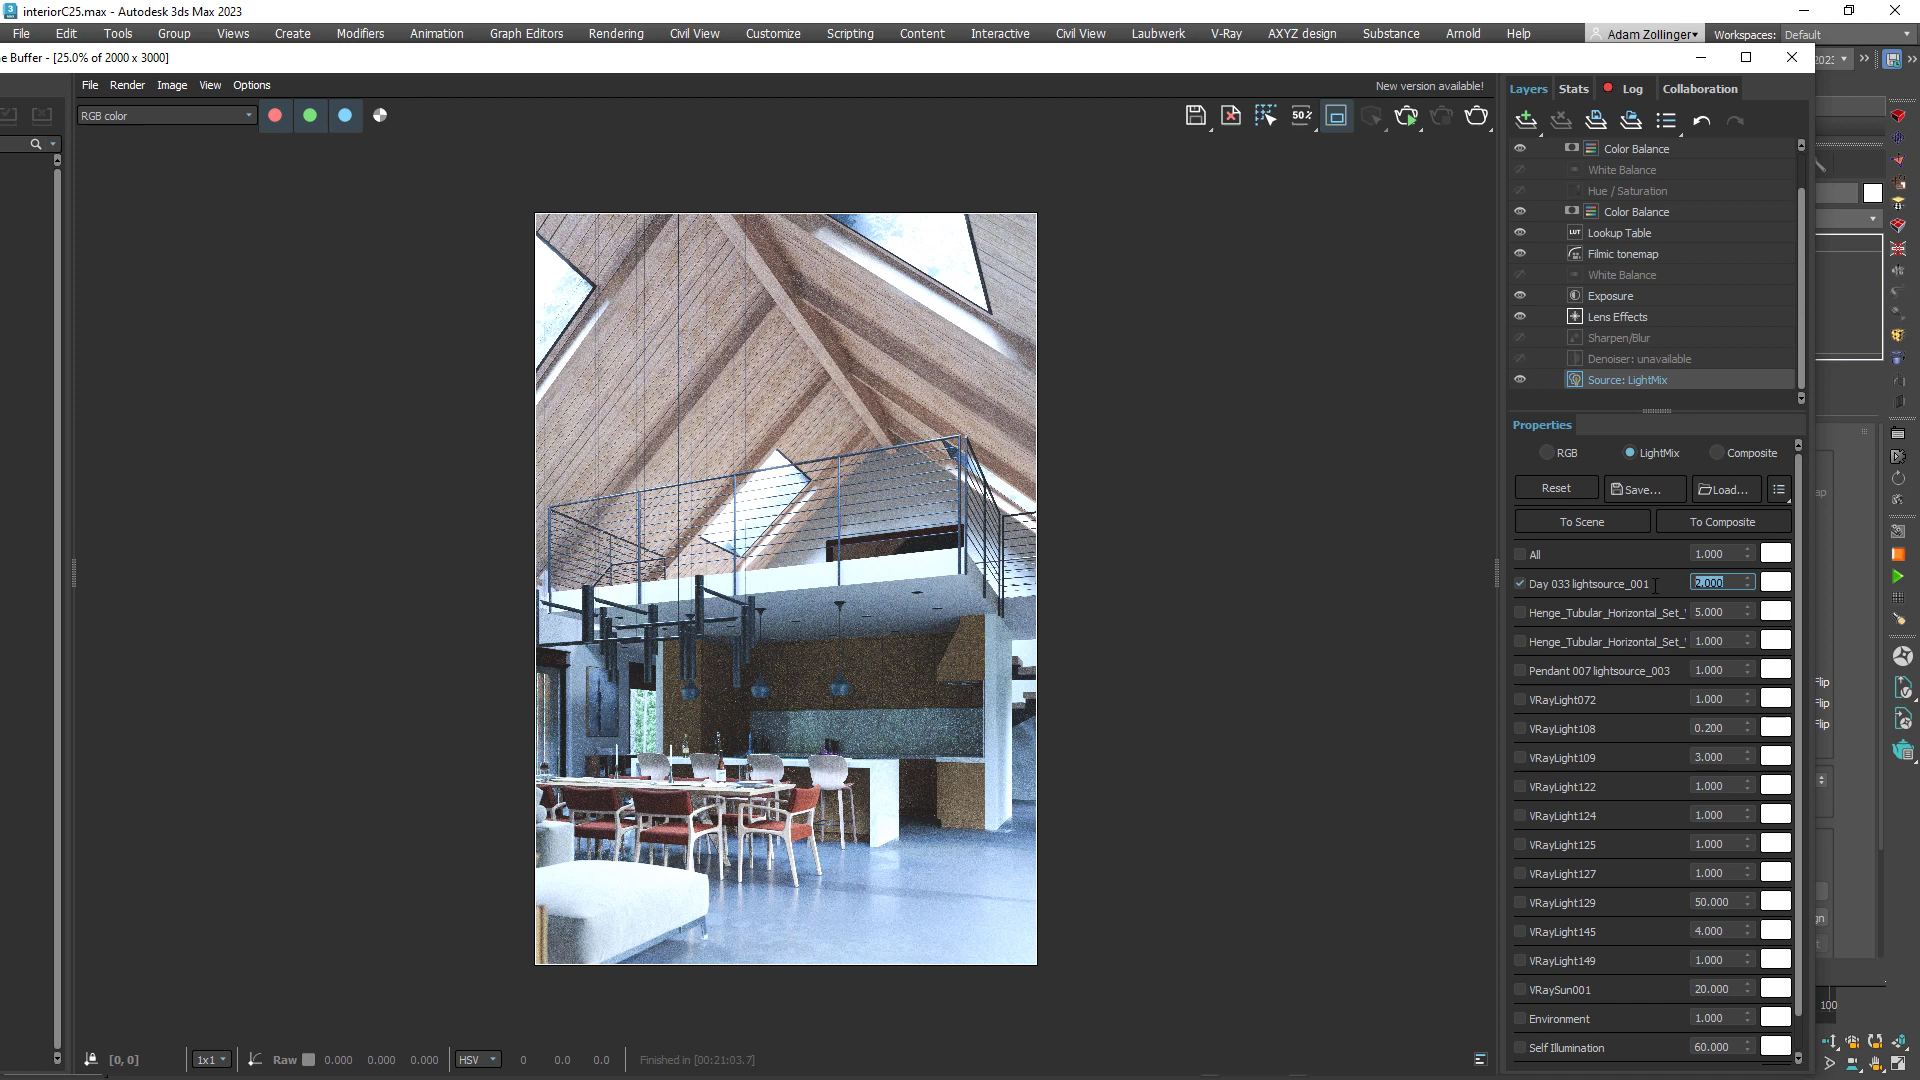 interiorC25.max - Autodesk 3ds Max 2023
File Edit Tools Group Views Create Modifiers Animation Graph Editors Rendering Civil View Customize Scripting Content Interactive Civil View Laubwerk V-Ray AXYZ design Substance Arnold Help Adam Zollinger Workspaces: Default
e Buffer - [25.0% of 2000 x 3000]
File Render Image View Options New version available!
Layers Stats Log Collaboration
RGB color
50%
Color Balance
White Balance
Hue / Saturation
Color Balance
LUT Lookup Table
Filmic tonemap
White Balance
Exposure
Lens Effects
Sharpen/Blur
Denoiser: unavailable
Source: LightMix
Properties
RGB LightMix Composite
Reset Save... Load...
To Scene To Composite
All 1.000
Day 033 lightsource_001 2.000
Henge_Tubular_Horizontal_Set_ 5.000
Henge_Tubular_Horizontal_Set_ 1.000
Pendant 007 lightsource_003 1.000
VRayLight072 1.000
VRayLight108 0.200
VRayLight109 3.000
VRayLight122 1.000
VRayLight124 1.000
VRayLight125 1.000
VRayLight127 1.000
VRayLight129 50.000
VRayLight145 4.000
VRayLight149 1.000
VRaySun001 20.000
Environment 1.000
Self Illumination 60.000
Flip
Flip
Flip
100
[0, 0] 1x1 Raw 0.000 0.000 0.000 HSV 0 0.0 0.0 Finished in [00:21:03.7]